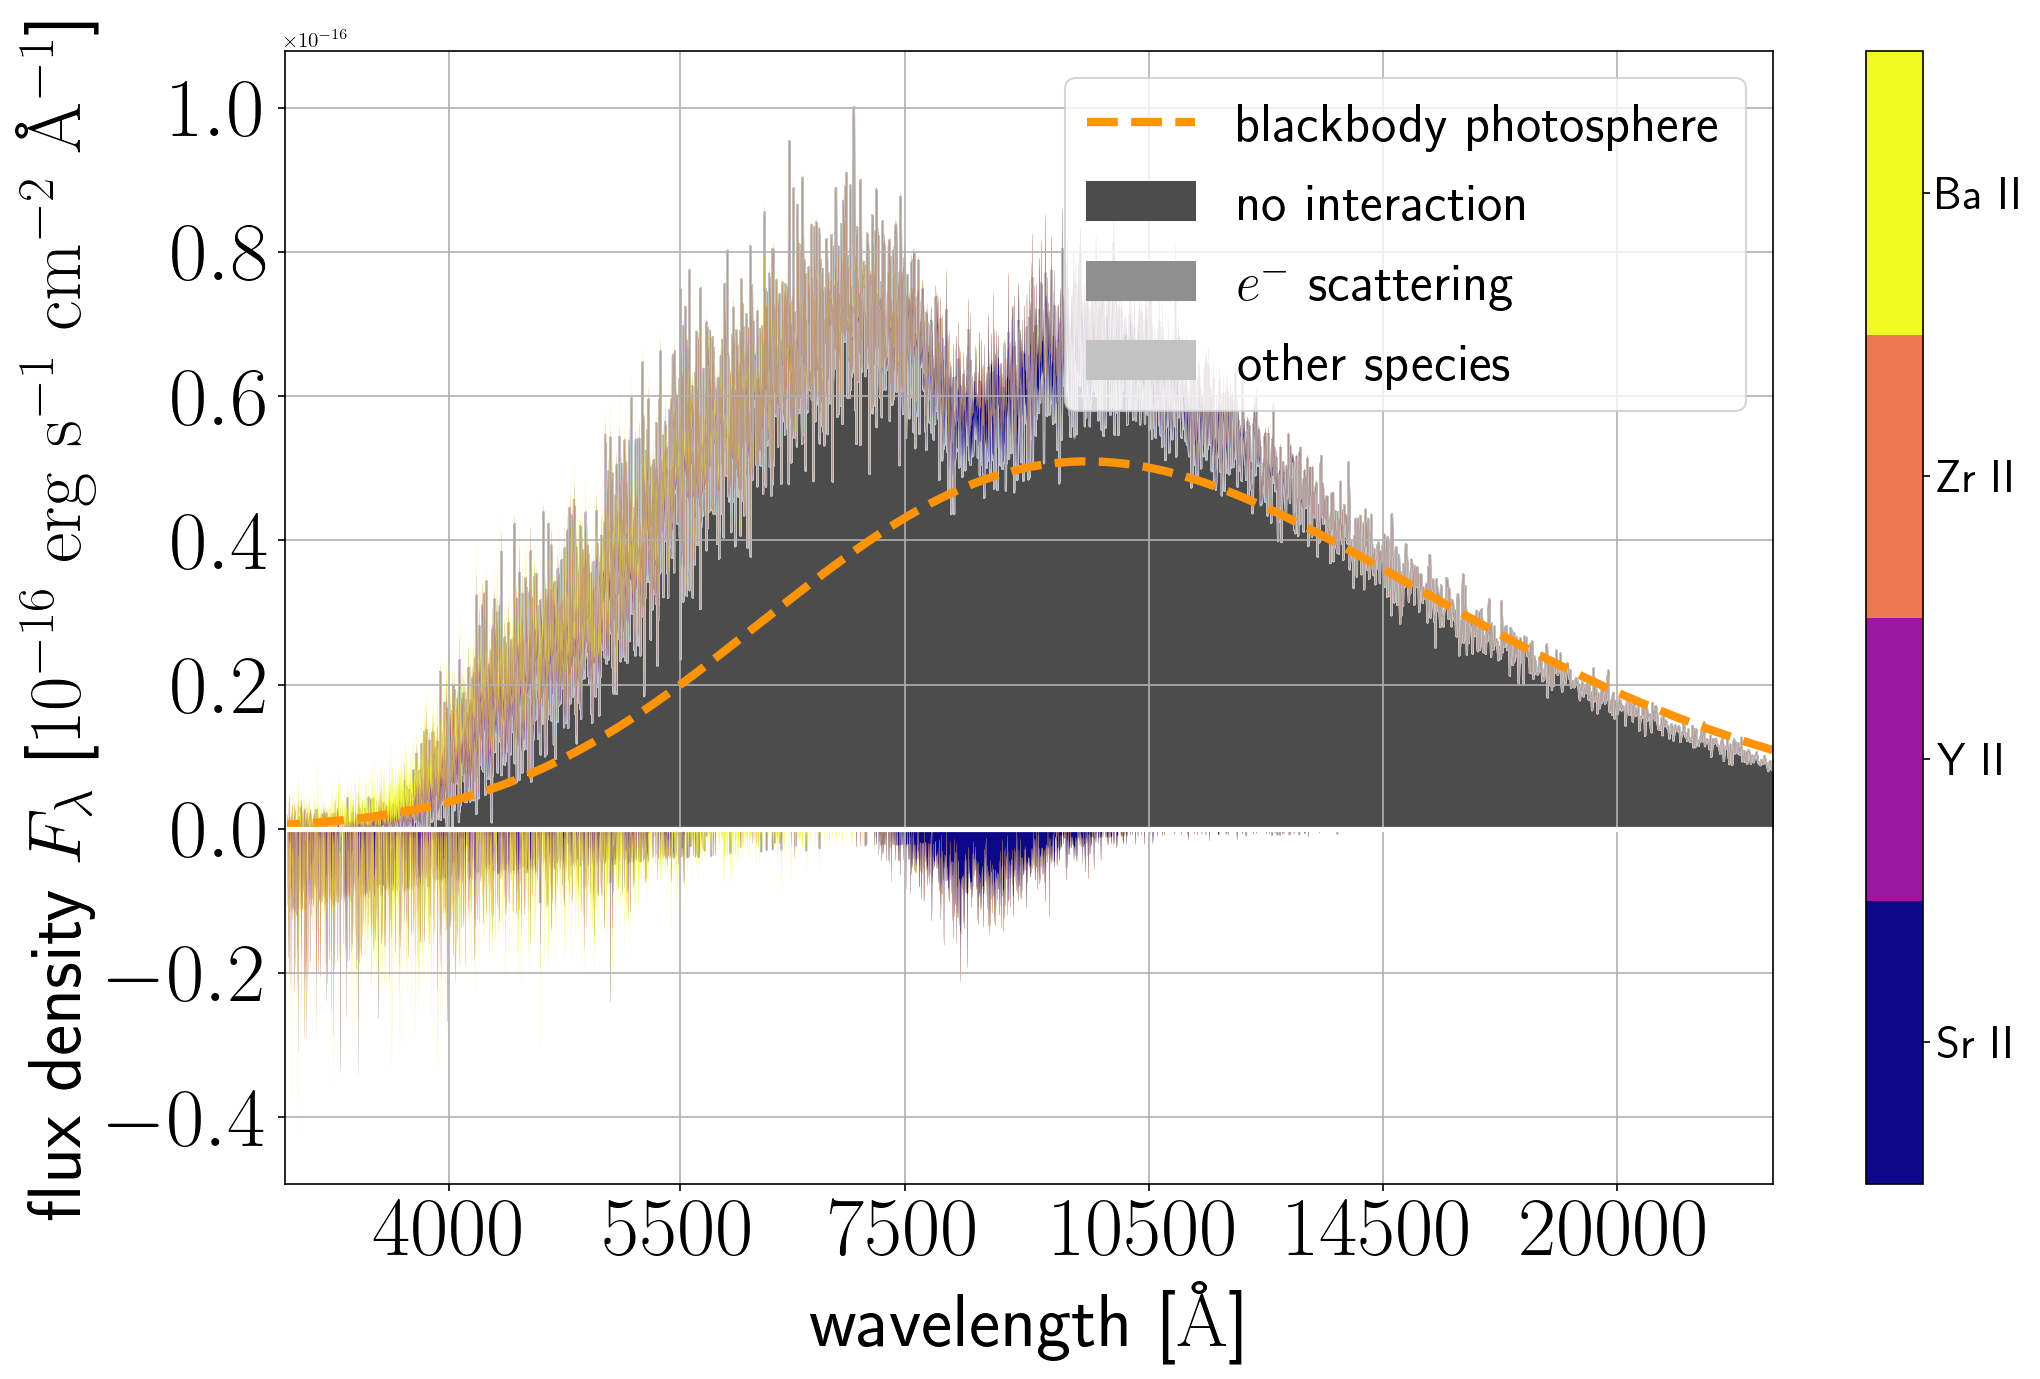 ×10−16
flux density Fλ [10−16 erg s−1 cm−2 Å−1]
1.0
0.8
0.6
0.4
0.2
0.0
−0.2
−0.4
blackbody photosphere
no interaction
e− scattering
other species
4000 5500 7500 10500 14500 20000
wavelength [Å]
Ba II
Zr II
Y II
Sr II